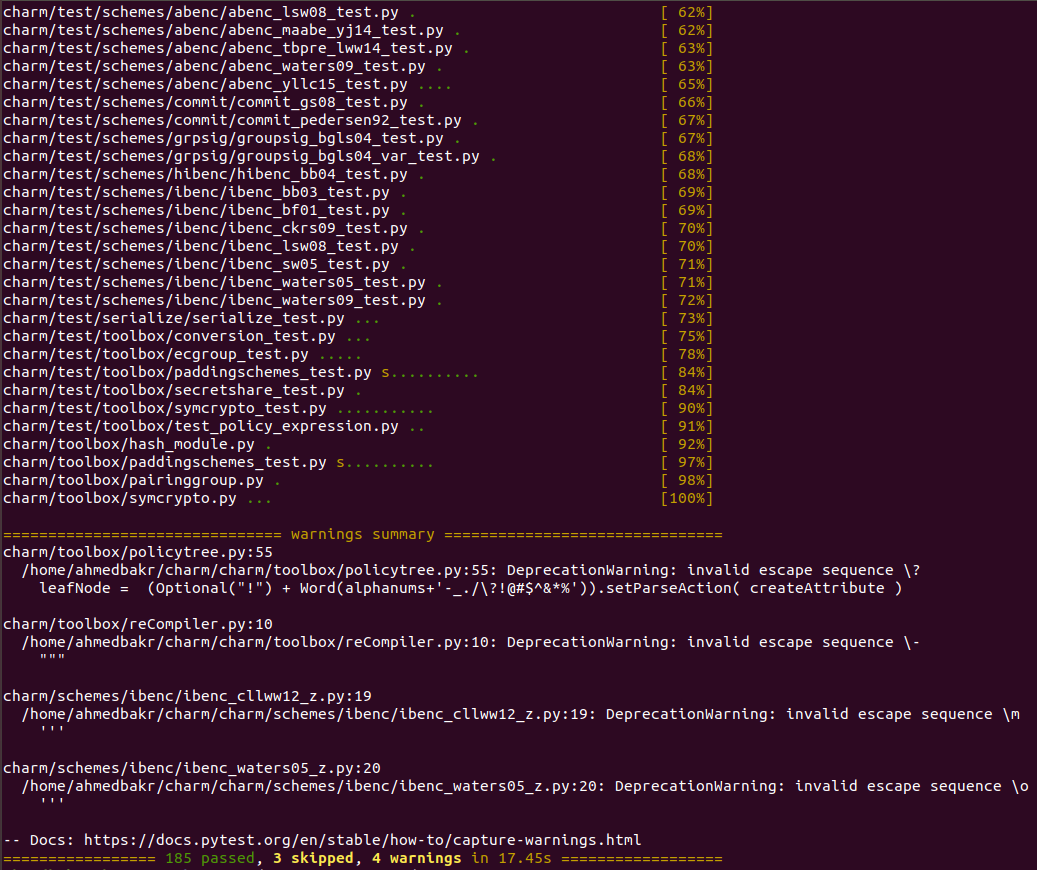 charm/test/schemes/abenc/abenc_lsw08_test.py . [ 62%]
charm/test/schemes/abenc/abenc_maabe_yj14_test.py . [ 62%]
charm/test/schemes/abenc/abenc_tbpre_lww14_test.py . [ 63%]
charm/test/schemes/abenc/abenc_waters09_test.py . [ 63%]
charm/test/schemes/abenc/abenc_yllc15_test.py .... [ 65%]
charm/test/schemes/commit/commit_gs08_test.py . [ 66%]
charm/test/schemes/commit/commit_pedersen92_test.py . [ 67%]
charm/test/schemes/grpsig/groupsig_bgls04_test.py . [ 67%]
charm/test/schemes/grpsig/groupsig_bgls04_var_test.py . [ 68%]
charm/test/schemes/hibenc/hibenc_bb04_test.py . [ 68%]
charm/test/schemes/ibenc/ibenc_bb03_test.py . [ 69%]
charm/test/schemes/ibenc/ibenc_bf01_test.py . [ 69%]
charm/test/schemes/ibenc/ibenc_ckrs09_test.py . [ 70%]
charm/test/schemes/ibenc/ibenc_lsw08_test.py . [ 70%]
charm/test/schemes/ibenc/ibenc_sw05_test.py . [ 71%]
charm/test/schemes/ibenc/ibenc_waters05_test.py . [ 71%]
charm/test/schemes/ibenc/ibenc_waters09_test.py . [ 72%]
charm/test/serialize/serialize_test.py ... [ 73%]
charm/test/toolbox/conversion_test.py ... [ 75%]
charm/test/toolbox/ecgroup_test.py ..... [ 78%]
charm/test/toolbox/paddingschemes_test.py s.......... [ 84%]
charm/test/toolbox/secretshare_test.py . [ 84%]
charm/test/toolbox/symcrypto_test.py ........... [ 90%]
charm/test/toolbox/test_policy_expression.py .. [ 91%]
charm/toolbox/hash_module.py . [ 92%]
charm/toolbox/paddingschemes_test.py s.......... [ 97%]
charm/toolbox/pairinggroup.py . [ 98%]
charm/toolbox/symcrypto.py ... [100%]
=============================== warnings summary ===============================
charm/toolbox/policytree.py:55
/home/ahmedbakr/charm/charm/toolbox/policytree.py:55: DeprecationWarning: invalid escape sequence \?
leafNode =  (Optional("!") + Word(alphanums+'-_./\?!@#$^&*%')).setParseAction( createAttribute )
charm/toolbox/reCompiler.py:10
/home/ahmedbakr/charm/charm/toolbox/reCompiler.py:10: DeprecationWarning: invalid escape sequence \-
"""
charm/schemes/ibenc/ibenc_cllww12_z.py:19
/home/ahmedbakr/charm/charm/schemes/ibenc/ibenc_cllww12_z.py:19: DeprecationWarning: invalid escape sequence \m
'''
charm/schemes/ibenc/ibenc_waters05_z.py:20
/home/ahmedbakr/charm/charm/schemes/ibenc/ibenc_waters05_z.py:20: DeprecationWarning: invalid escape sequence \o
'''
-- Docs: https://docs.pytest.org/en/stable/how-to/capture-warnings.html
================= 185 passed, 3 skipped, 4 warnings in 17.45s ==================